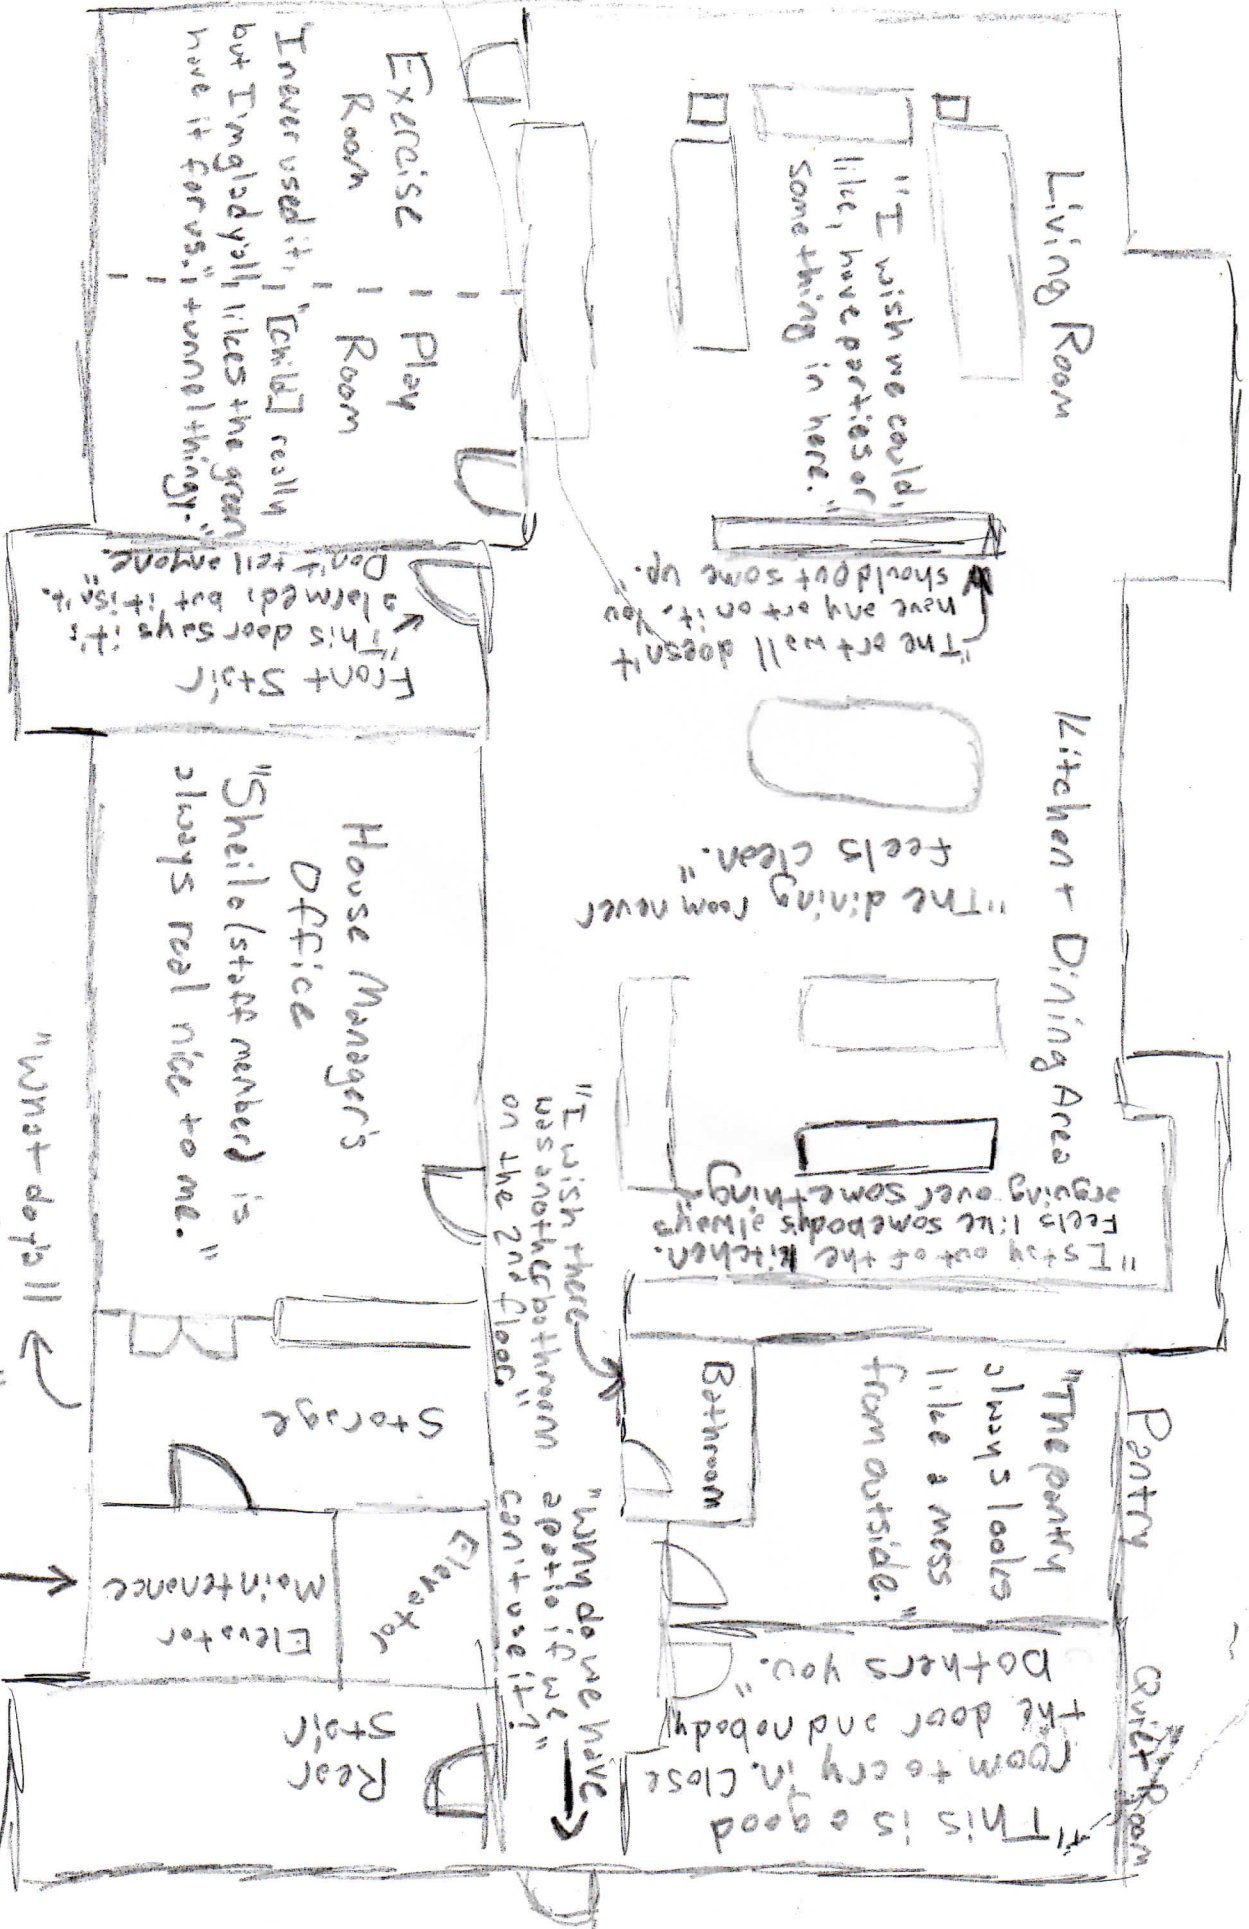 Living Room
"I wish we could,
like, have parties or
something in here."
Exercise
Room
I never used it,
but I'm glad y'all
have it for us."
Play
Room
"[Child] really
likes the green
tunnel thingy."
"The art wall doesn't
have any art on it. You
should put some up."
Front Stair
"This door says it's
alarmed, but it isn't.
Don't tell anyone.
Kitchen + Dining Area
"The dining room never
feels clean."
"I stay out of the kitchen.
Feels like somebody's always
arguing over something.
House Manager's
Office
"Sheila (staff member) is
always real nice to me."
"I wish there
was another bathroom
on the 2nd floor."
Bathroom
Pantry
"The pantry
always looks
like a mess
from outside."
Quiet Room
"This is a good
room to cry in. Close
the door and nobody
bothers you."
"Why do we have
a patio if we
can't use it?"
Storage
Elevator
Elevator
Maintenance
Rear
Stair
"What do y'all